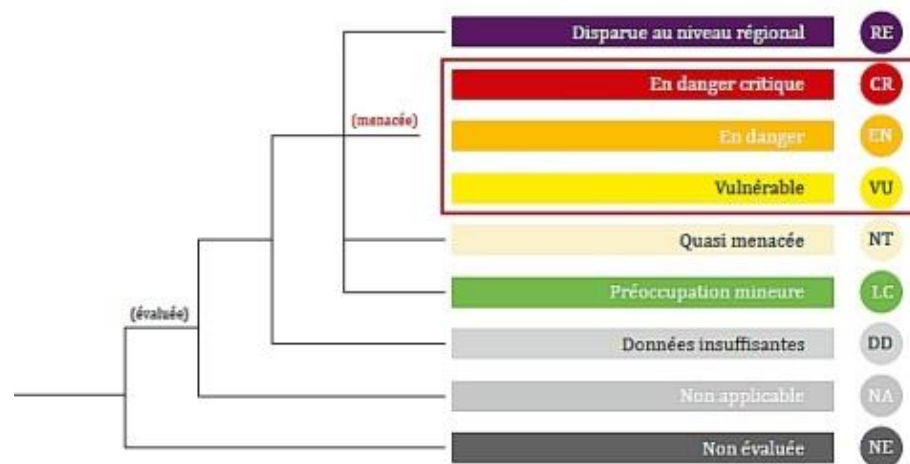 Disparue au niveau régional RE
En danger critique CR
(menacée)
En danger EN
Vulnérable VU
Quasi menacée NT
Préoccupation mineure LC
(évaluée)
Données insuffisantes DD
Non applicable NA
Non évaluée NE